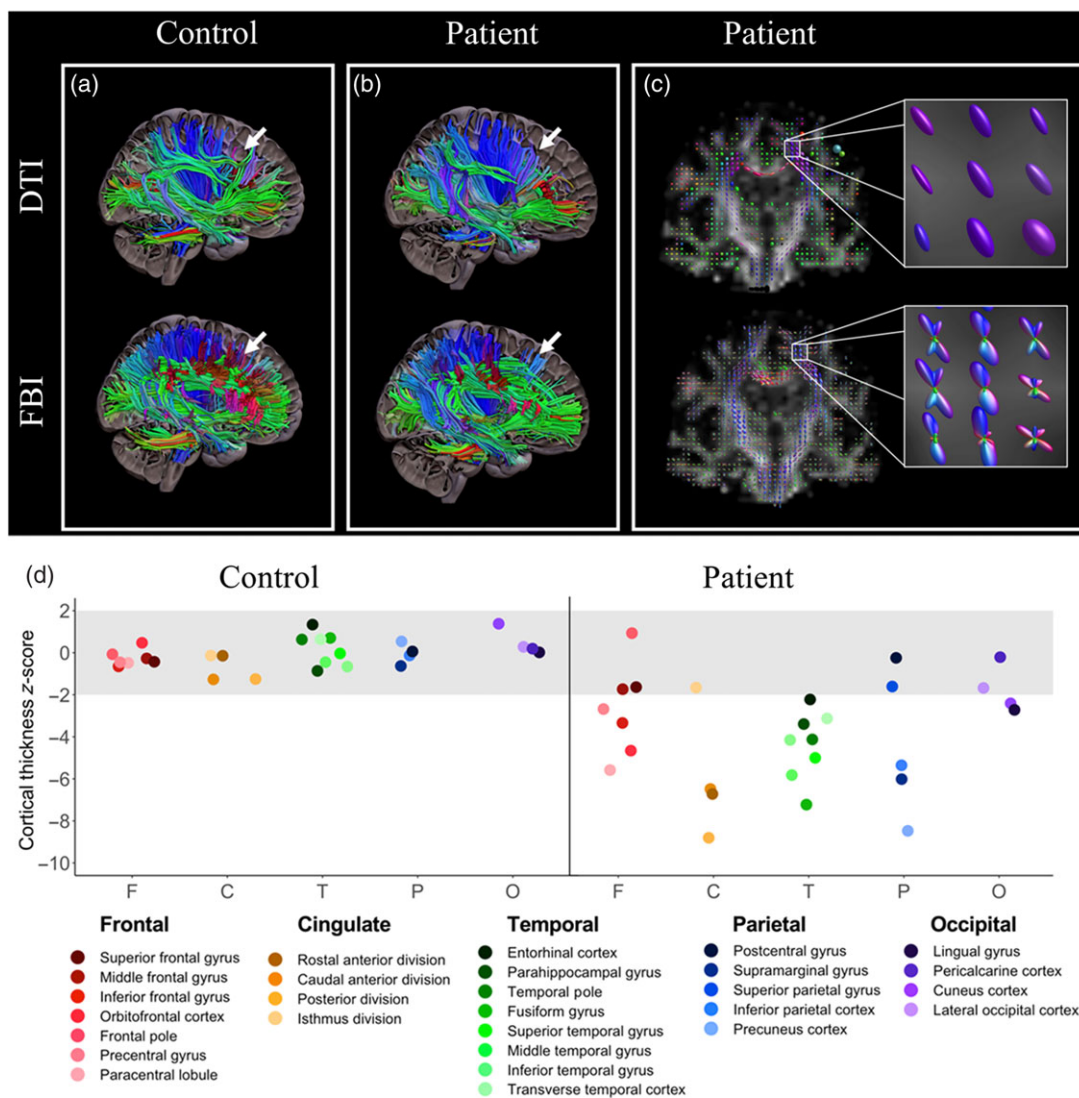 Control Patient Patient
(a) (b) (c)
DTI
FBI
(d) Control Patient
Cortical thickness z-score
2
0
−2
−4
−6
−8
−10
F C T P O F C T P O
Frontal
Superior frontal gyrus
Middle frontal gyrus
Inferior frontal gyrus
Orbitofrontal cortex
Frontal pole
Precentral gyrus
Paracentral lobule
Cingulate
Rostal anterior division
Caudal anterior division
Posterior division
Isthmus division
Temporal
Entorhinal cortex
Parahippocampal gyrus
Temporal pole
Fusiform gyrus
Superior temporal gyrus
Middle temporal gyrus
Inferior temporal gyrus
Transverse temporal cortex
Parietal
Postcentral gyrus
Supramarginal gyrus
Superior parietal gyrus
Inferior parietal cortex
Precuneus cortex
Occipital
Lingual gyrus
Pericalcarine cortex
Cuneus cortex
Lateral occipital cortex